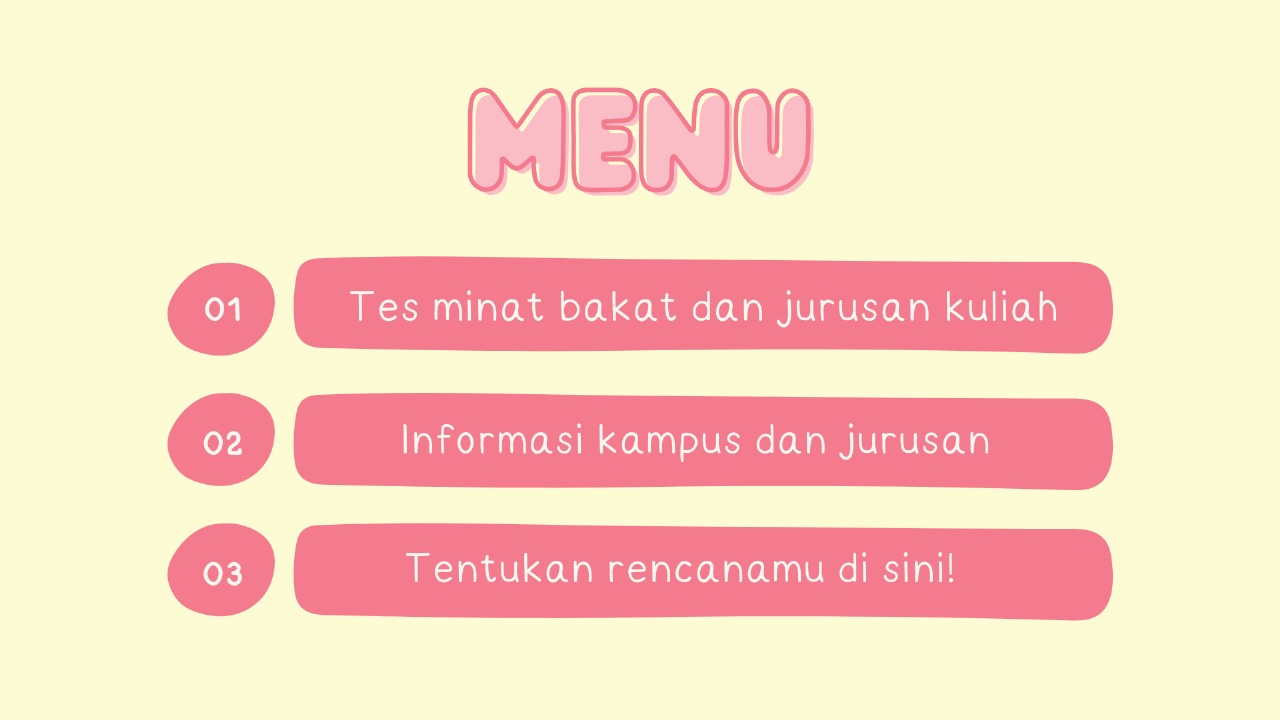 MENU
01 Tes minat bakat dan jurusan kuliah
02 Informasi kampus dan jurusan
03 Tentukan rencanamu di sini!